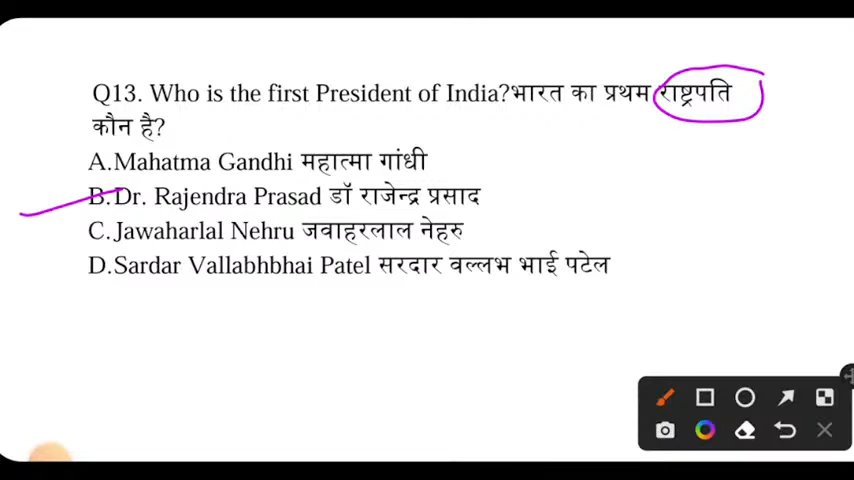 Q13. Who is the first President of India?भारत का प्रथम राष्ट्रपति
कौन है?
A.Mahatma Gandhi महात्मा गांधी
B.Dr. Rajendra Prasad डॉ राजेन्द्र प्रसाद
C.Jawaharlal Nehru जवाहरलाल नेहरु
D.Sardar Vallabhbhai Patel सरदार वल्लभ भाई पटेल